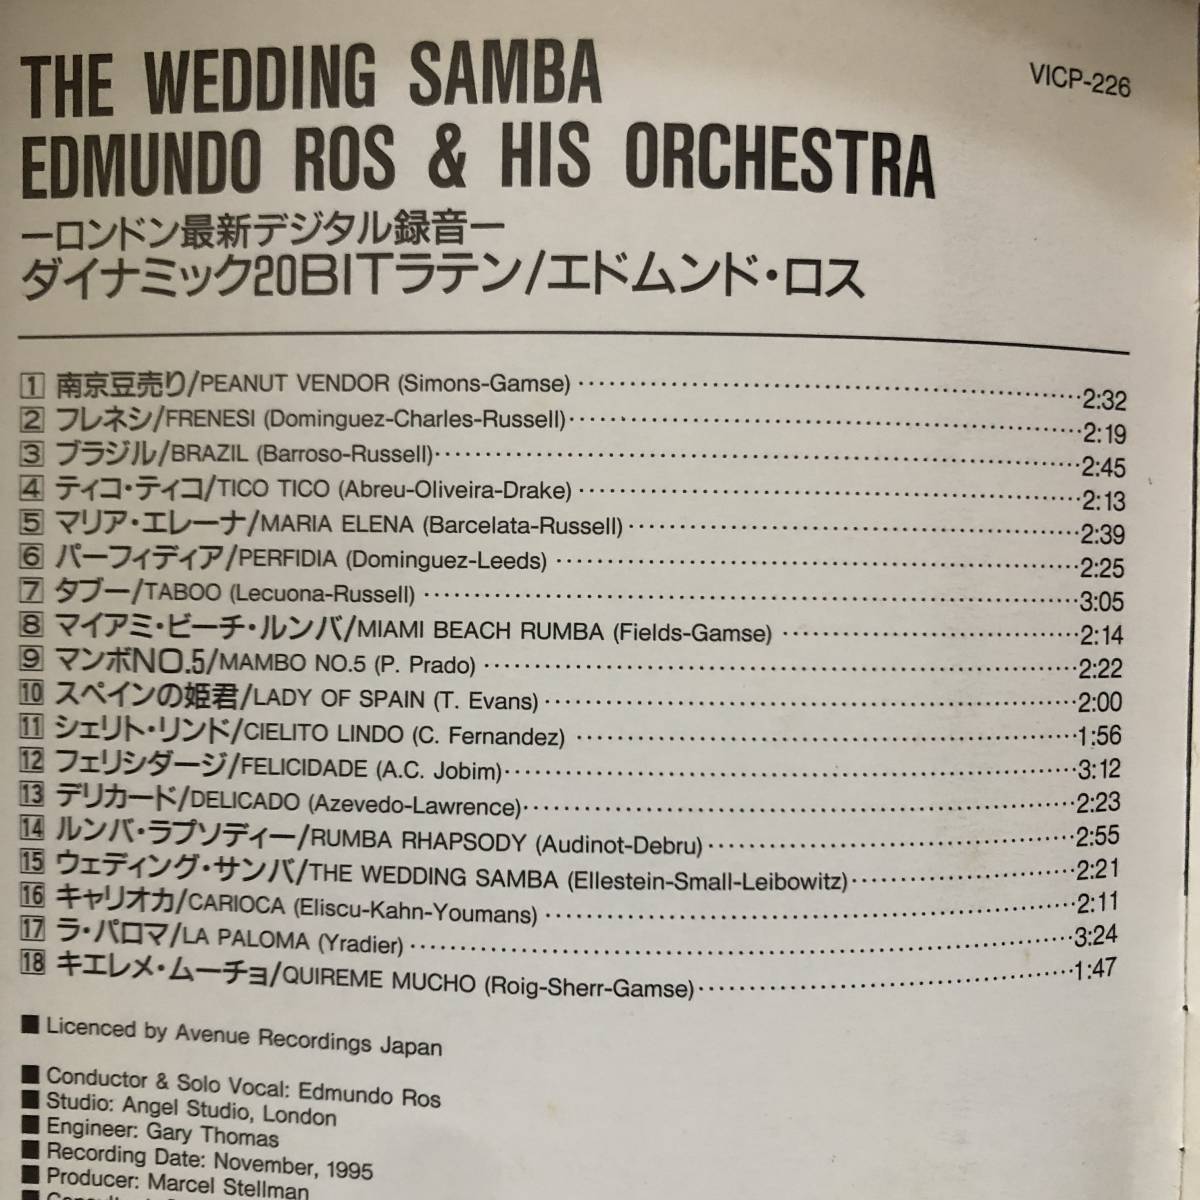 THE WEDDING SAMBA
VICP-226
EDMUNDO ROS & HIS ORCHESTRA
—ロンドン最新デジタル録音—
ダイナミック20BITラテン/エドムンド・ロス
1 南京豆売り/PEANUT VENDOR (Simons-Gamse) 2:32
2 フレネシ/FRENESI (Dominguez-Charles-Russell) 2:19
3 ブラジル/BRAZIL (Barroso-Russell) 2:45
4 ティコ・ティコ/TICO TICO (Abreu-Oliveira-Drake) 2:13
5 マリア・エレーナ/MARIA ELENA (Barcelata-Russell) 2:39
6 パーフィディア/PERFIDIA (Dominguez-Leeds) 2:25
7 タブー/TABOO (Lecuona-Russell) 3:05
8 マイアミ・ビーチ・ルンバ/MIAMI BEACH RUMBA (Fields-Gamse) 2:14
9 マンボNO.5/MAMBO NO.5 (P. Prado) 2:22
10 スペインの姫君/LADY OF SPAIN (T. Evans) 2:00
11 シェリト・リンド/CIELITO LINDO (C. Fernandez) 1:56
12 フェリシダージ/FELICIDADE (A.C. Jobim) 3:12
13 デリカード/DELICADO (Azevedo-Lawrence) 2:23
14 ルンバ・ラプソディー/RUMBA RHAPSODY (Audinot-Debru) 2:55
15 ウェディング・サンバ/THE WEDDING SAMBA (Ellestein-Small-Leibowitz) 2:21
16 キャリオカ/CARIOCA (Eliscu-Kahn-Youmans) 2:11
17 ラ・パロマ/LA PALOMA (Yradier) 3:24
18 キエレメ・ムーチョ/QUIREME MUCHO (Roig-Sherr-Gamse) 1:47
■ Licenced by Avenue Recordings Japan
■ Conductor & Solo Vocal: Edmundo Ros
■ Studio: Angel Studio, London
■ Engineer: Gary Thomas
■ Recording Date: November, 1995
■ Producer: Marcel Stellman